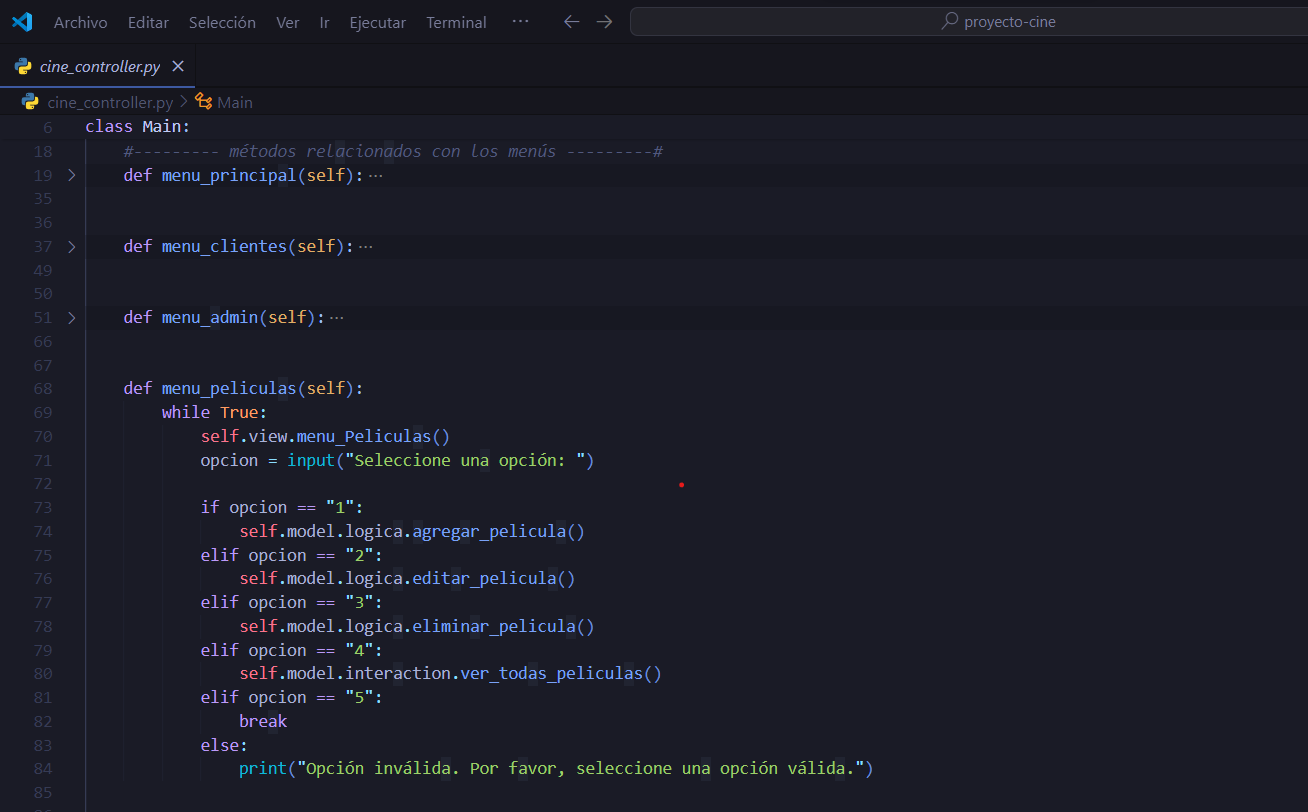 Archivo Editar Selección Ver Ir Ejecutar Terminal ··· proyecto-cine
cine_controller.py
cine_controller.py > Main
6 class Main:
18 #--------- métodos relacionados con los menús ---------#
19 def menu_principal(self): ···
35
36
37 def menu_clientes(self): ···
49
50
51 def menu_admin(self): ···
66
67
68 def menu_peliculas(self):
69 while True:
70 self.view.menu_Peliculas()
71 opcion = input("Seleccione una opción: ")
72
73 if opcion == "1":
74 self.model.logica.agregar_pelicula()
75 elif opcion == "2":
76 self.model.logica.editar_pelicula()
77 elif opcion == "3":
78 self.model.logica.eliminar_pelicula()
79 elif opcion == "4":
80 self.model.interaction.ver_todas_peliculas()
81 elif opcion == "5":
82 break
83 else:
84 print("Opción inválida. Por favor, seleccione una opción válida.")
85